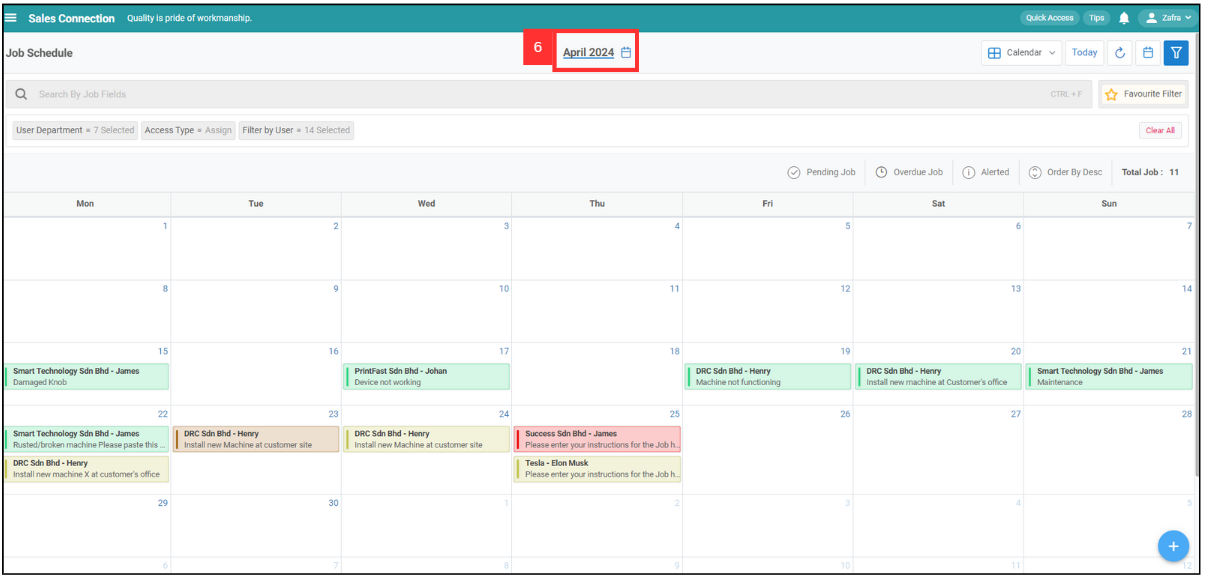 Sales Connection Quality is pride of workmanship. Quick Access Tips Zafra
Job Schedule 6 April 2024 Calendar Today
Search By Job Fields CTRL + F Favourite Filter
User Department = 7 Selected Access Type = Assign Filter by User = 14 Selected Clear All
Pending Job Overdue Job Alerted Order By Desc Total Job : 11
Mon Tue Wed Thu Fri Sat Sun
1 2 3 4 5 6 7
8 9 10 11 12 13 14
15 16 17 18 19 20 21
Smart Technology Sdn Bhd - James PrintFast Sdn Bhd - Johan DRC Sdn Bhd - Henry DRC Sdn Bhd - Henry Smart Technology Sdn Bhd - James
Damaged Knob Device not working Machine not functioning Install new machine at Customer's office Maintenance
22 23 24 25 26 27 28
Smart Technology Sdn Bhd - James DRC Sdn Bhd - Henry DRC Sdn Bhd - Henry Success Sdn Bhd - James
Rusted/broken machine Please paste this ... Install new Machine at customer site Install new Machine at customer site Please enter your instructions for the Job h...
DRC Sdn Bhd - Henry Tesla - Elon Musk
Install new machine X at customer's office Please enter your instructions for the Job h...
29 30 1 2 3 4 5
+
6 7 8 9 10 11 12